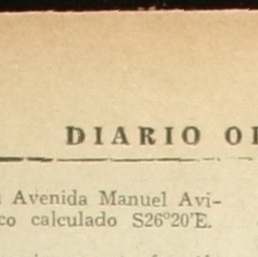 DIARIO
Avenida Manuel Avi-
co calculado S26°20'E.